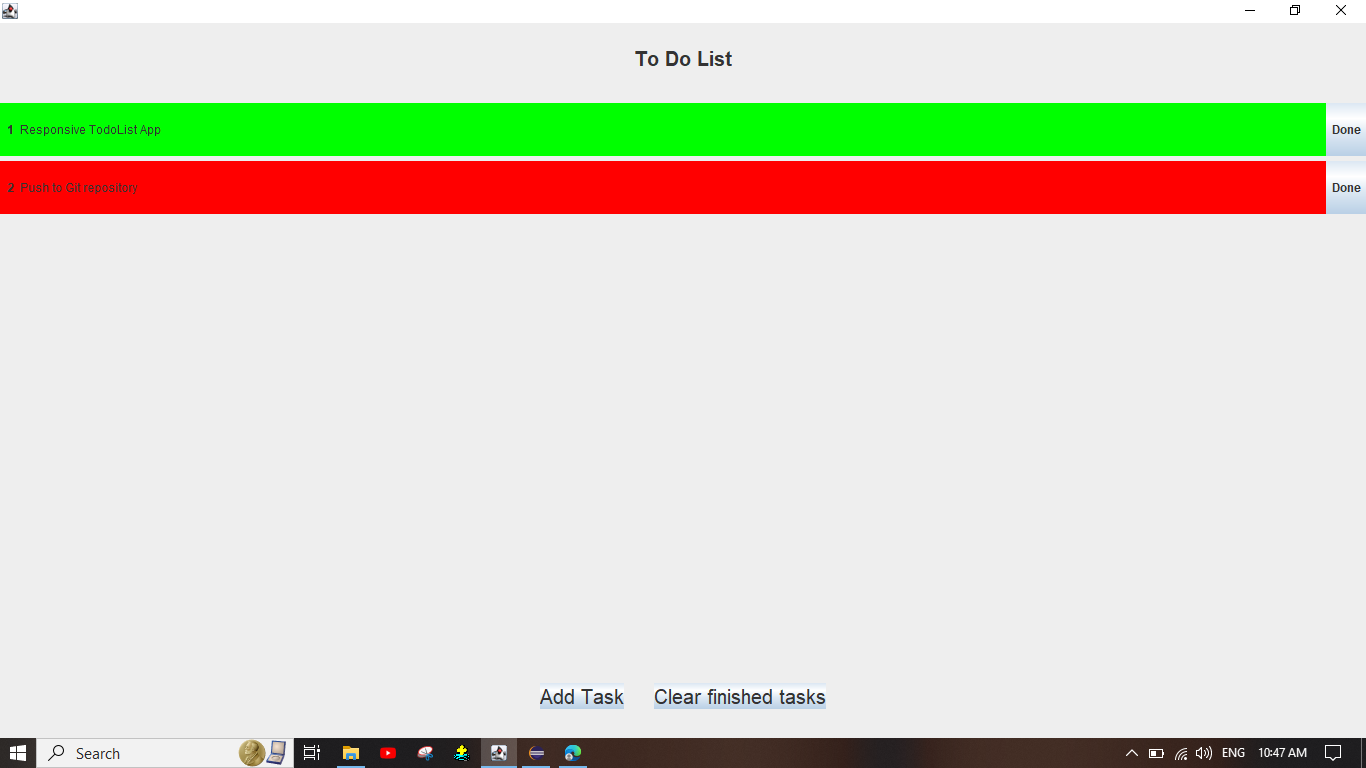 To Do List
1 Responsive TodoList App Done
2 Push to Git repository Done
Add Task Clear finished tasks
Search ENG 10:47 AM